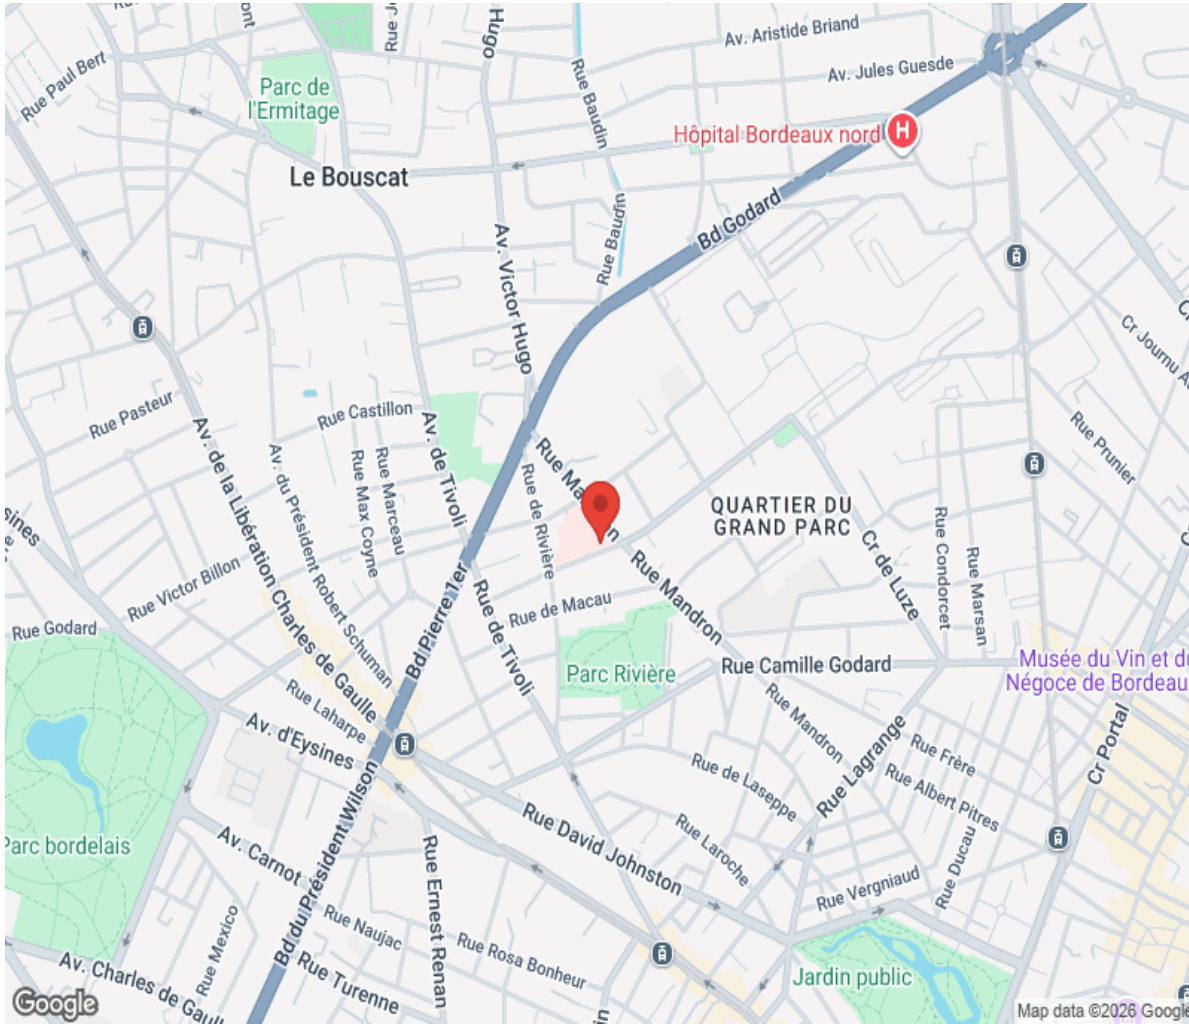 Hugo
Av. Aristide Briand
Rue Paul Bert
Av. Jules Guesde
Parc de
l'Ermitage
Rue Baudin
Hôpital Bordeaux nord
H
Le Bouscat
Bd Godard
Rue Baudin
Av. Victor Hugo
Rue Pasteur
Rue Castillon
Av. de Tivoli
Rue Prunier
Av. de la Libération Charles de Gaulle
Av. du Président Robert Schuman
Rue Max Coyne
Rue Marceau
Rue de Rivière
QUARTIER DU
GRAND PARC
Cr de Luze
Rue Condorcet
Rue Marsan
Rue Victor Billon
Rue Godard
Bd Pierre 1er
Rue de Tivoli
Rue de Macau
Rue Mandron
Parc Rivière
Rue Camille Godard
Musée du Vin et du
Négoce de Bordeau
Rue Laharpe
Av. d'Eysines
Rue Mandron
Rue Frère
Cr Portal
Rue de Laseppe
Rue Lagrange
Rue Albert Pitres
Parc bordelais
Av. Carnot
Bd du Président Wilson
Rue Ernest Renan
Rue David Johnston
Rue Laroche
Rue Vergniaud
Rue Ducau
Rue Mexico
Rue Naujac
Rue Rosa Bonheur
Rue Turenne
Av. Charles de Gaull
Jardin public
Google
Map data ©2026 Google